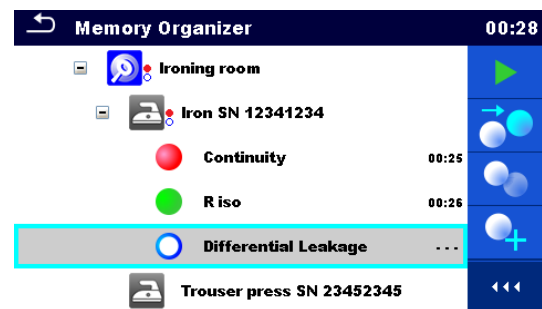 Memory Organizer 00:28
Ironing room
Iron SN 12341234
Continuity 00:25
R iso 00:26
Differential Leakage ---
Trouser press SN 23452345